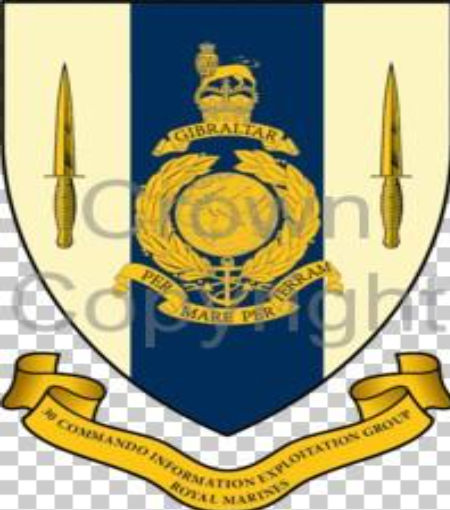 GIBRALTAR
Crown
Copyright
PER
MARE PER
TERRAM
30 COMMANDO INFORMATION EXPLOITATION GROUP
ROYAL MARINES